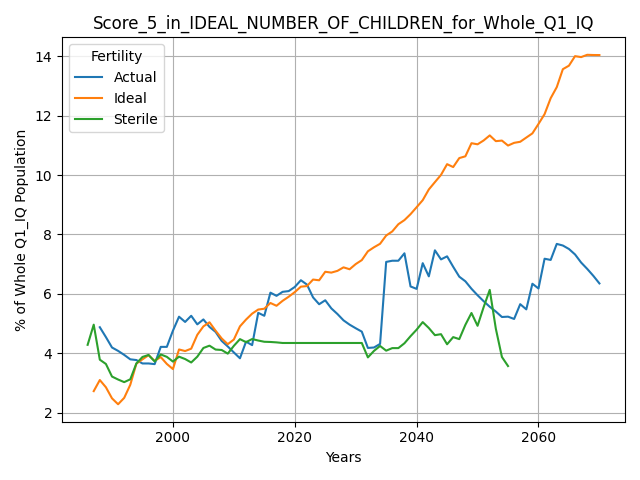 Score_5_in_IDEAL_NUMBER_OF_CHILDREN_for_Whole_Q1_IQ
Fertility
Actual
Ideal
Sterile
% of Whole Q1_IQ Population
14
12
10
8
6
4
2
2000 2020 2040 2060
Years